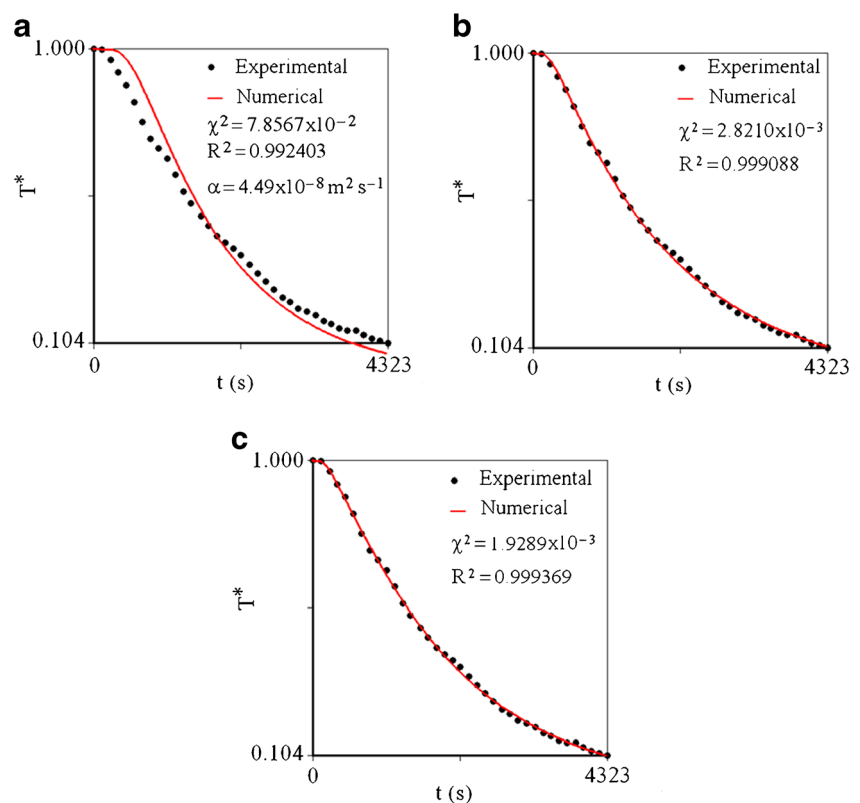 a
1.000
Experimental
Numerical
χ² = 7.8567x10⁻²
R² = 0.992403
α = 4.49x10⁻⁸ m² s⁻¹
T*
0.104
0
4323
t (s)
b
1.000
Experimental
Numerical
χ² = 2.8210x10⁻³
R² = 0.999088
T*
0.104
0
4323
t (s)
c
1.000
Experimental
Numerical
χ² = 1.9289x10⁻³
R² = 0.999369
T*
0.104
0
4323
t (s)